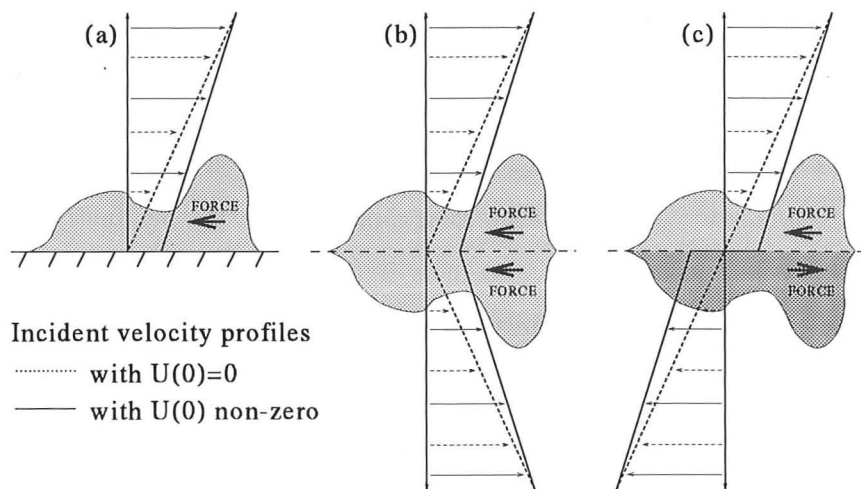 (a)
(b)
(c)
FORCE
FORCE
FORCE
FORCE
FORCE
Incident velocity profiles
with U(0)=0
with U(0) non-zero